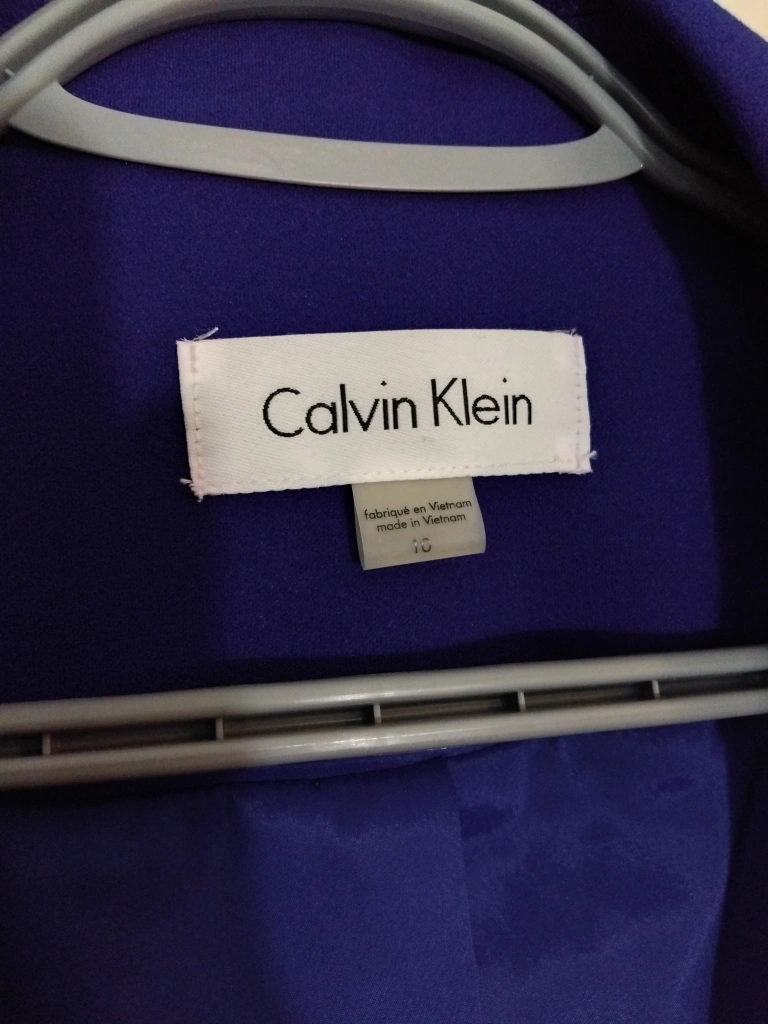 Calvin Klein
fabriqué en Vietnam
made in Vietnam
10